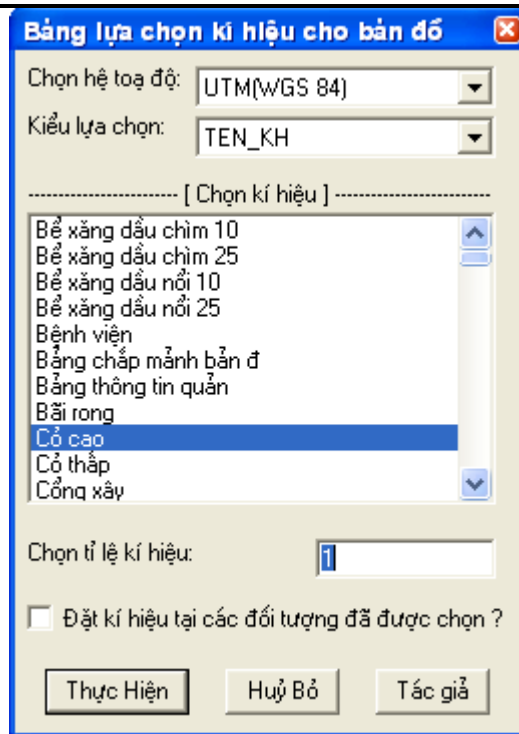 Bảng lựa chọn kí hiệu cho bản đồ
Chọn hệ toạ độ: UTM(WGS 84)
Kiểu lựa chọn: TEN_KH
------------------------ [ Chọn kí hiệu ] -------------------------
Bể xăng dầu chìm 10
Bể xăng dầu chìm 25
Bể xăng dầu nổi 10
Bể xăng dầu nổi 25
Bệnh viện
Bảng chắp mảnh bản đ
Bảng thông tin quản
Bãi rong
Cỏ cao
Cỏ thấp
Cổng xây
Chọn tỉ lệ kí hiệu: 1
Đặt kí hiệu tại các đối tượng đã được chọn ?
Thực Hiện Huỷ Bỏ Tác giả